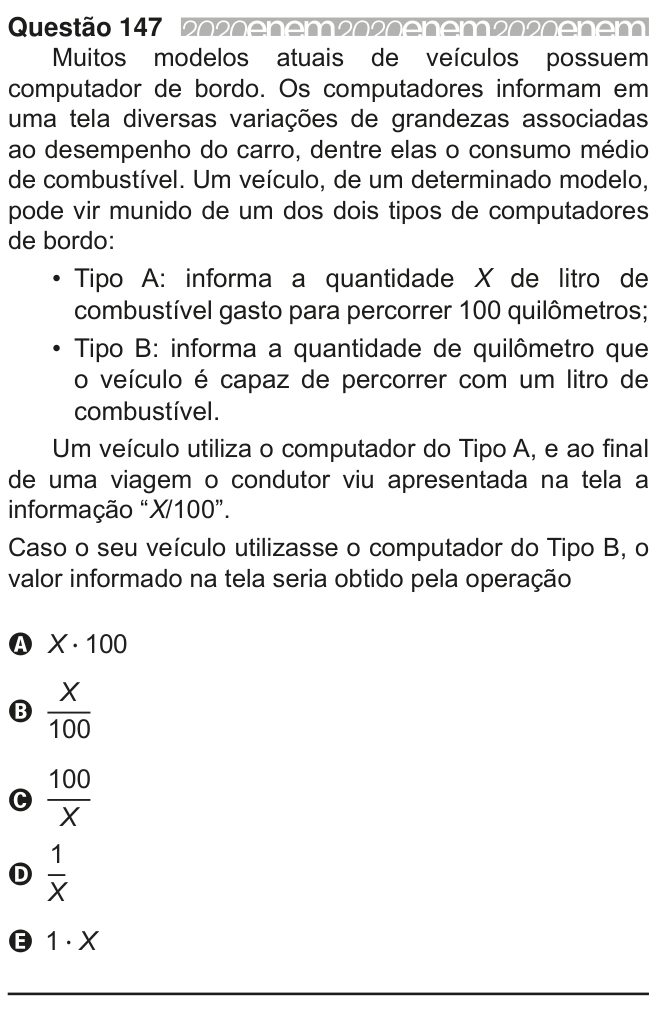 Questão 147 2020enem2020enem2020enem
Muitos modelos atuais de veículos possuem
computador de bordo. Os computadores informam em
uma tela diversas variações de grandezas associadas
ao desempenho do carro, dentre elas o consumo médio
de combustível. Um veículo, de um determinado modelo,
pode vir munido de um dos dois tipos de computadores
de bordo:
• Tipo A: informa a quantidade X de litro de
combustível gasto para percorrer 100 quilômetros;
• Tipo B: informa a quantidade de quilômetro que
o veículo é capaz de percorrer com um litro de
combustível.
Um veículo utiliza o computador do Tipo A, e ao final
de uma viagem o condutor viu apresentada na tela a
informação “X/100”.
Caso o seu veículo utilizasse o computador do Tipo B, o
valor informado na tela seria obtido pela operação
A X · 100
B X/100
C 100/X
D 1/X
E 1 · X